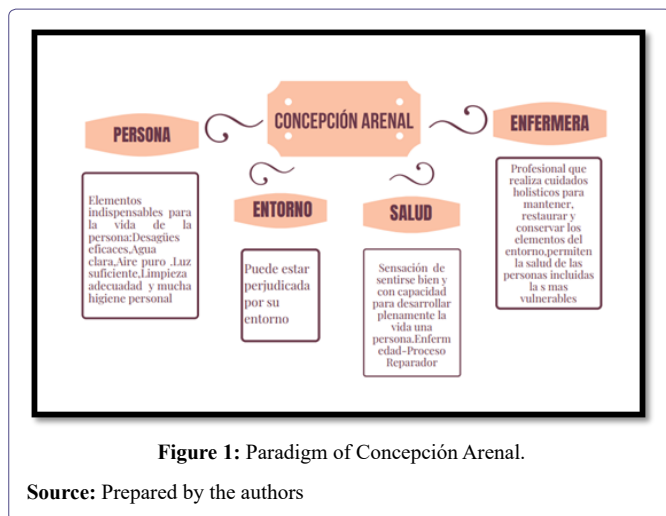 CONCEPCIÓN ARENAL
PERSONA
Elementos
indispensables para
la vida de la
persona:Desagües
eficaces,Agua
clara,Aire puro .Luz
suficiente,Limpieza
adecuadad y mucha
higiene personal
ENTORNO
Puede estar
perjudicada
por su
entorno
SALUD
Sensación de
sentirse bien y
con capacidad
para desarrollar
plenamente la
vida una
persona.Enferm
edad-Proceso
Reparador
ENFERMERA
Profesional que
realiza cuidados
holísticos para
mantener,
restaurar y
conservar los
elementos del
entorno,permiten
la salud de las
personas incluidas
la s mas
vulnerables
Figure 1: Paradigm of Concepción Arenal.
Source: Prepared by the authors